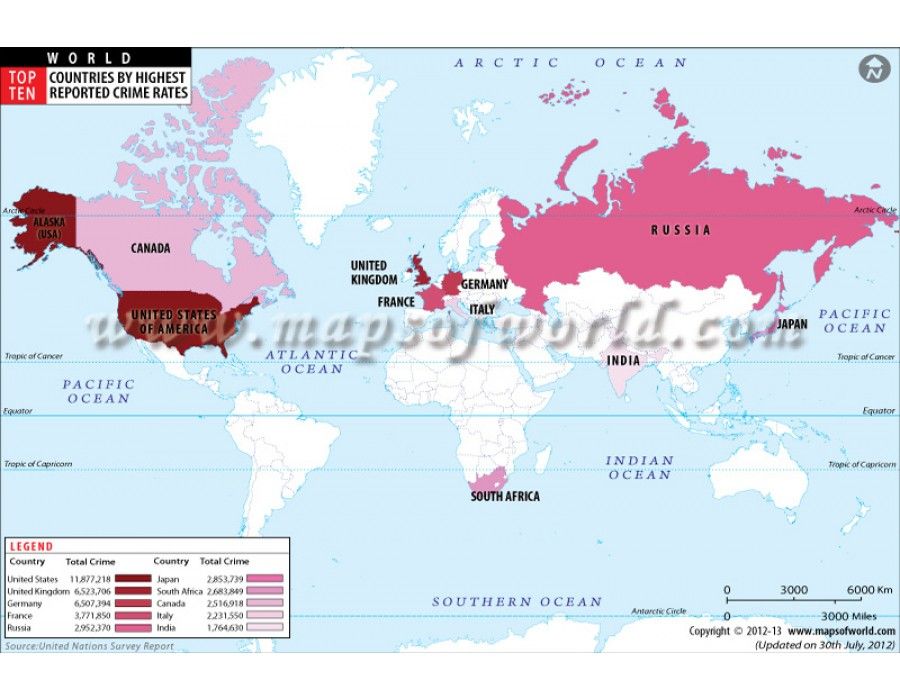 WORLD
TOP TEN
COUNTRIES BY HIGHEST
REPORTED CRIME RATES
ARCTIC OCEAN
N
Arctic Circle
Arctic Circle
ALASKA
(USA)
CANADA
RUSSIA
UNITED
KINGDOM
GERMANY
FRANCE
ITALY
UNITED STATES
OF AMERICA
JAPAN
PACIFIC
OCEAN
www.mapsofworld.com
Tropic of Cancer
ATLANTIC
OCEAN
INDIA
Tropic of Cancer
PACIFIC
OCEAN
Equator
Equator
Tropic of Capricorn
INDIAN
OCEAN
Tropic of Capricorn
SOUTH AFRICA
LEGEND
Country Total Crime Country Total Crime
United States 11,877,218 Japan 2,853,739
United Kingdom 6,523,706 South Africa 2,683,849
Germany 6,507,394 Canada 2,516,918
France 3,771,850 Italy 2,231,550
Russia 2,952,370 India 1,764,630
Source:United Nations Survey Report
SOUTHERN OCEAN
Antarctic Circle
0 3000 6000 Km
0 3000 Miles
Copyright © 2012-13 www.mapsofworld.com
(Updated on 30th July, 2012)